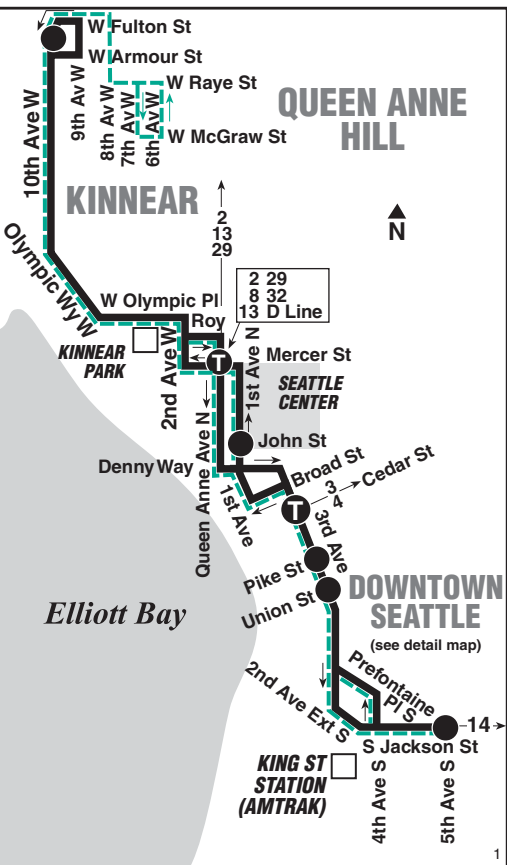 W Fulton St
W Armour St
W Raye St
W McGraw St
10th Ave W
9th Av W
8th Av W
7th Av W
6th Av W
QUEEN ANNE
HILL
KINNEAR
N
2
13
29
Olympic Wy W
2 29
8 32
13 D Line
W Olympic Pl
Roy
KINNEAR
PARK
2nd Ave W
T
1st Ave N
Mercer St
SEATTLE
CENTER
John St
Denny Way
Queen Anne Ave N
1st Ave
Broad St
3
4
Cedar St
T
3rd Ave
Pike St
Union St
DOWNTOWN
SEATTLE
(see detail map)
Elliott Bay
Prefontaine
Pl S
2nd Ave Ext S
14
S Jackson St
KING ST
STATION
(AMTRAK)
4th Ave S
5th Ave S
1